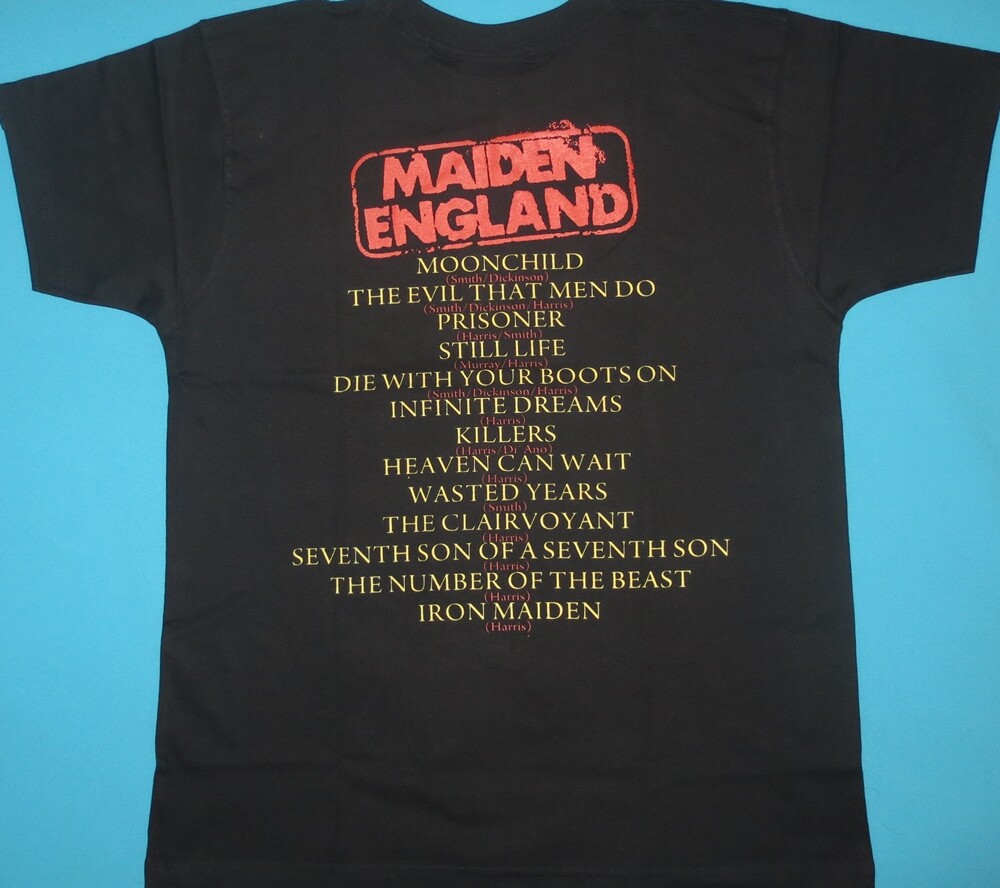 MAIDEN
ENGLAND
MOONCHILD
(Smith/Dickinson)
THE EVIL THAT MEN DO
(Smith/Dickinson/Harris)
PRISONER
(Harris/Smith)
STILL LIFE
(Murray/Harris)
DIE WITH YOUR BOOTS ON
(Smith/Dickinson/Harris)
INFINITE DREAMS
(Harris)
KILLERS
(Harris/Di'Ano)
HEAVEN CAN WAIT
(Harris)
WASTED YEARS
(Smith)
THE CLAIRVOYANT
(Harris)
SEVENTH SON OF A SEVENTH SON
(Harris)
THE NUMBER OF THE BEAST
(Harris)
IRON MAIDEN
(Harris)